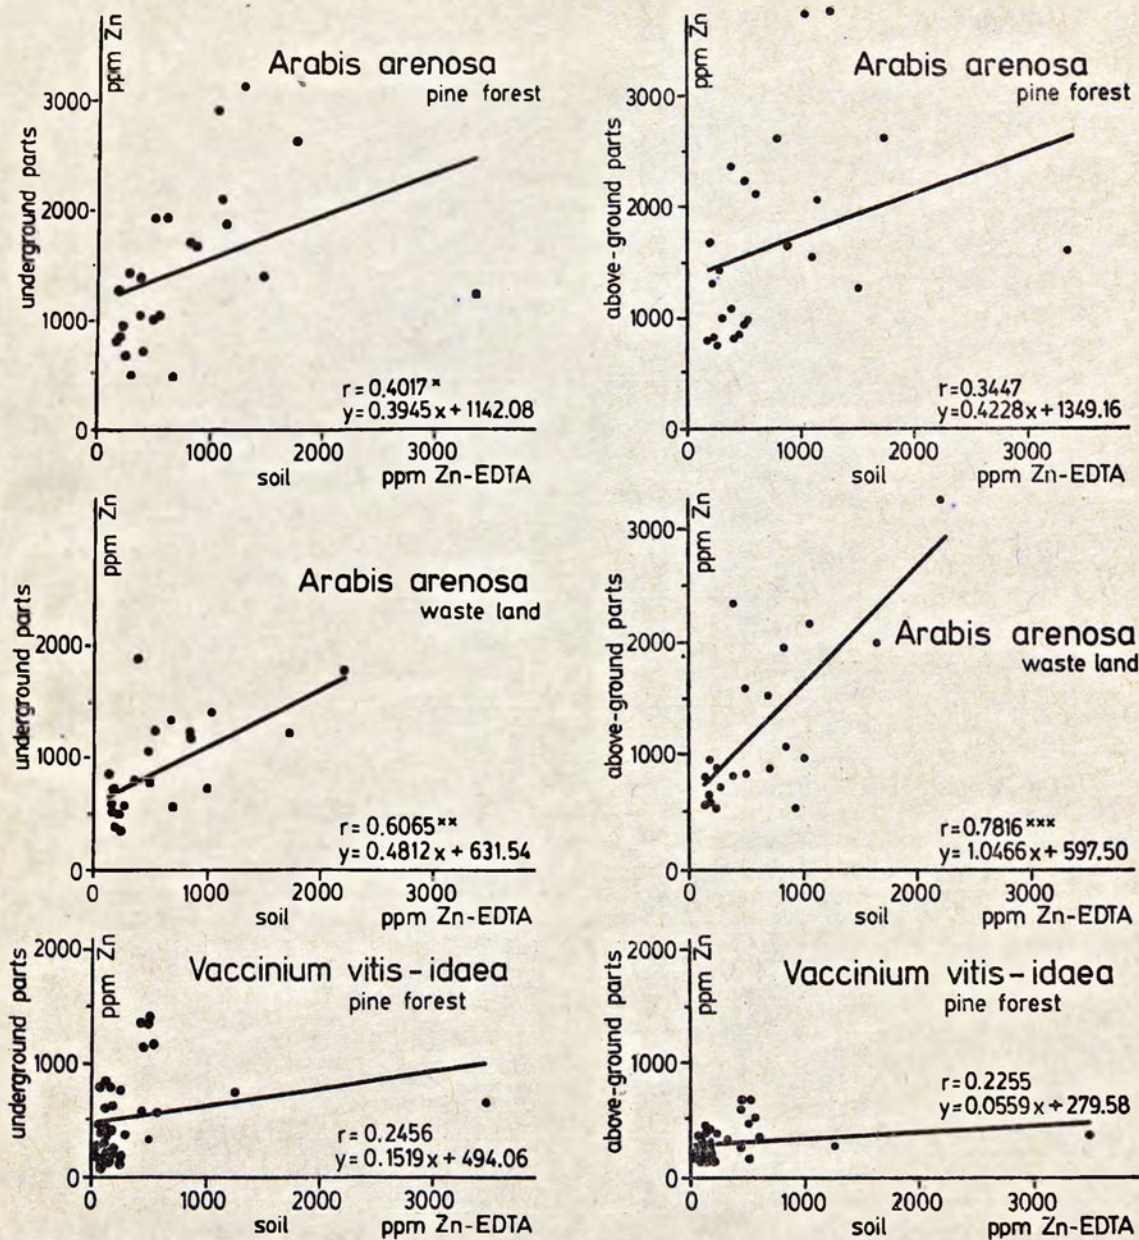 ppm Zn
Arabis arenosa
pine forest
underground parts
3000
2000
1000
0
r=0.4017*
y=0.3945x+1142.08
0 1000 2000 3000
soil ppm Zn-EDTA
ppm Zn
Arabis arenosa
pine forest
above-ground parts
3000
2000
1000
0
r=0.3447
y=0.4228x+1349.16
0 1000 2000 3000
soil ppm Zn-EDTA
ppm Zn
Arabis arenosa
waste land
underground parts
2000
1000
0
r=0.6065**
y=0.4812x+631.54
0 1000 2000 3000
soil ppm Zn-EDTA
ppm Zn
Arabis arenosa
waste land
above-ground parts
3000
2000
1000
0
r=0.7816***
y=1.0466x+597.50
0 1000 2000 3000
soil ppm Zn-EDTA
ppm Zn
Vaccinium vitis-idaea
pine forest
underground parts
2000
1000
0
r=0.2456
y=0.1519x+494.06
0 1000 2000 3000
soil ppm Zn-EDTA
ppm Zn
Vaccinium vitis-idaea
pine forest
above-ground parts
2000
1000
0
r=0.2255
y=0.0559x+279.58
0 1000 2000 3000
soil ppm Zn-EDTA